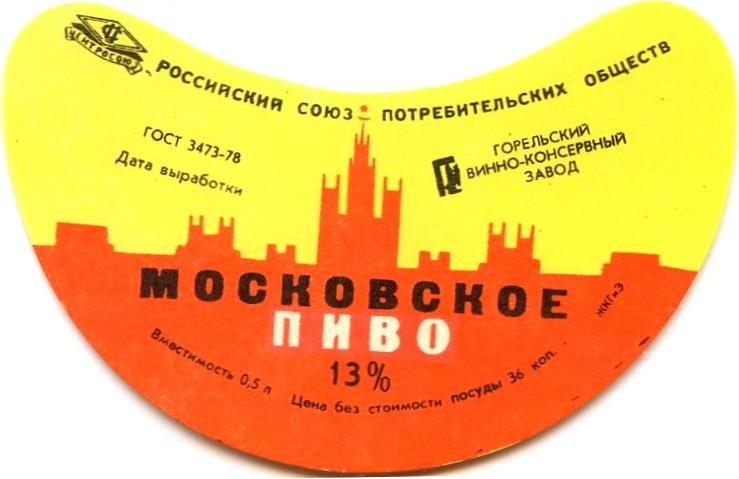 ЦЕНТРОСОЮЗ
РОССИЙСКИЙ СОЮЗ ПОТРЕБИТЕЛЬСКИХ ОБЩЕСТВ
ГОСТ 3473-78
Дата выработки
ГОРЕЛЬСКИЙ
ВИННО-КОНСЕРВНЫЙ
ЗАВОД
МОСКОВСКОЕ
ПИВО
13%
Вместимость 0,5 л Цена без стоимости посуды 36 коп.